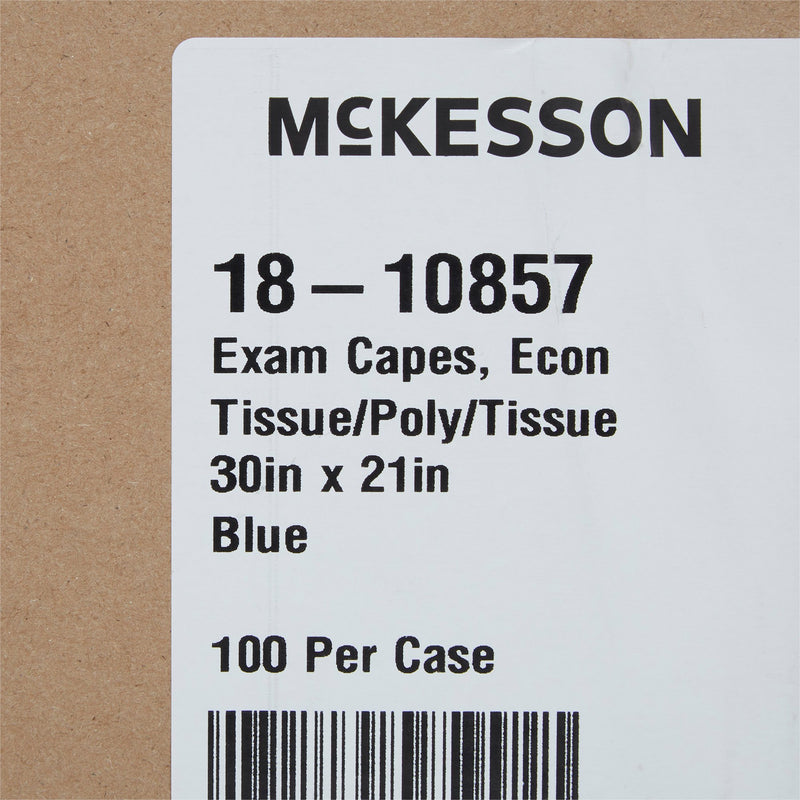 McKESSON
18 – 10857
Exam Capes, Econ
Tissue/Poly/Tissue
30in x 21in
Blue
100 Per Case